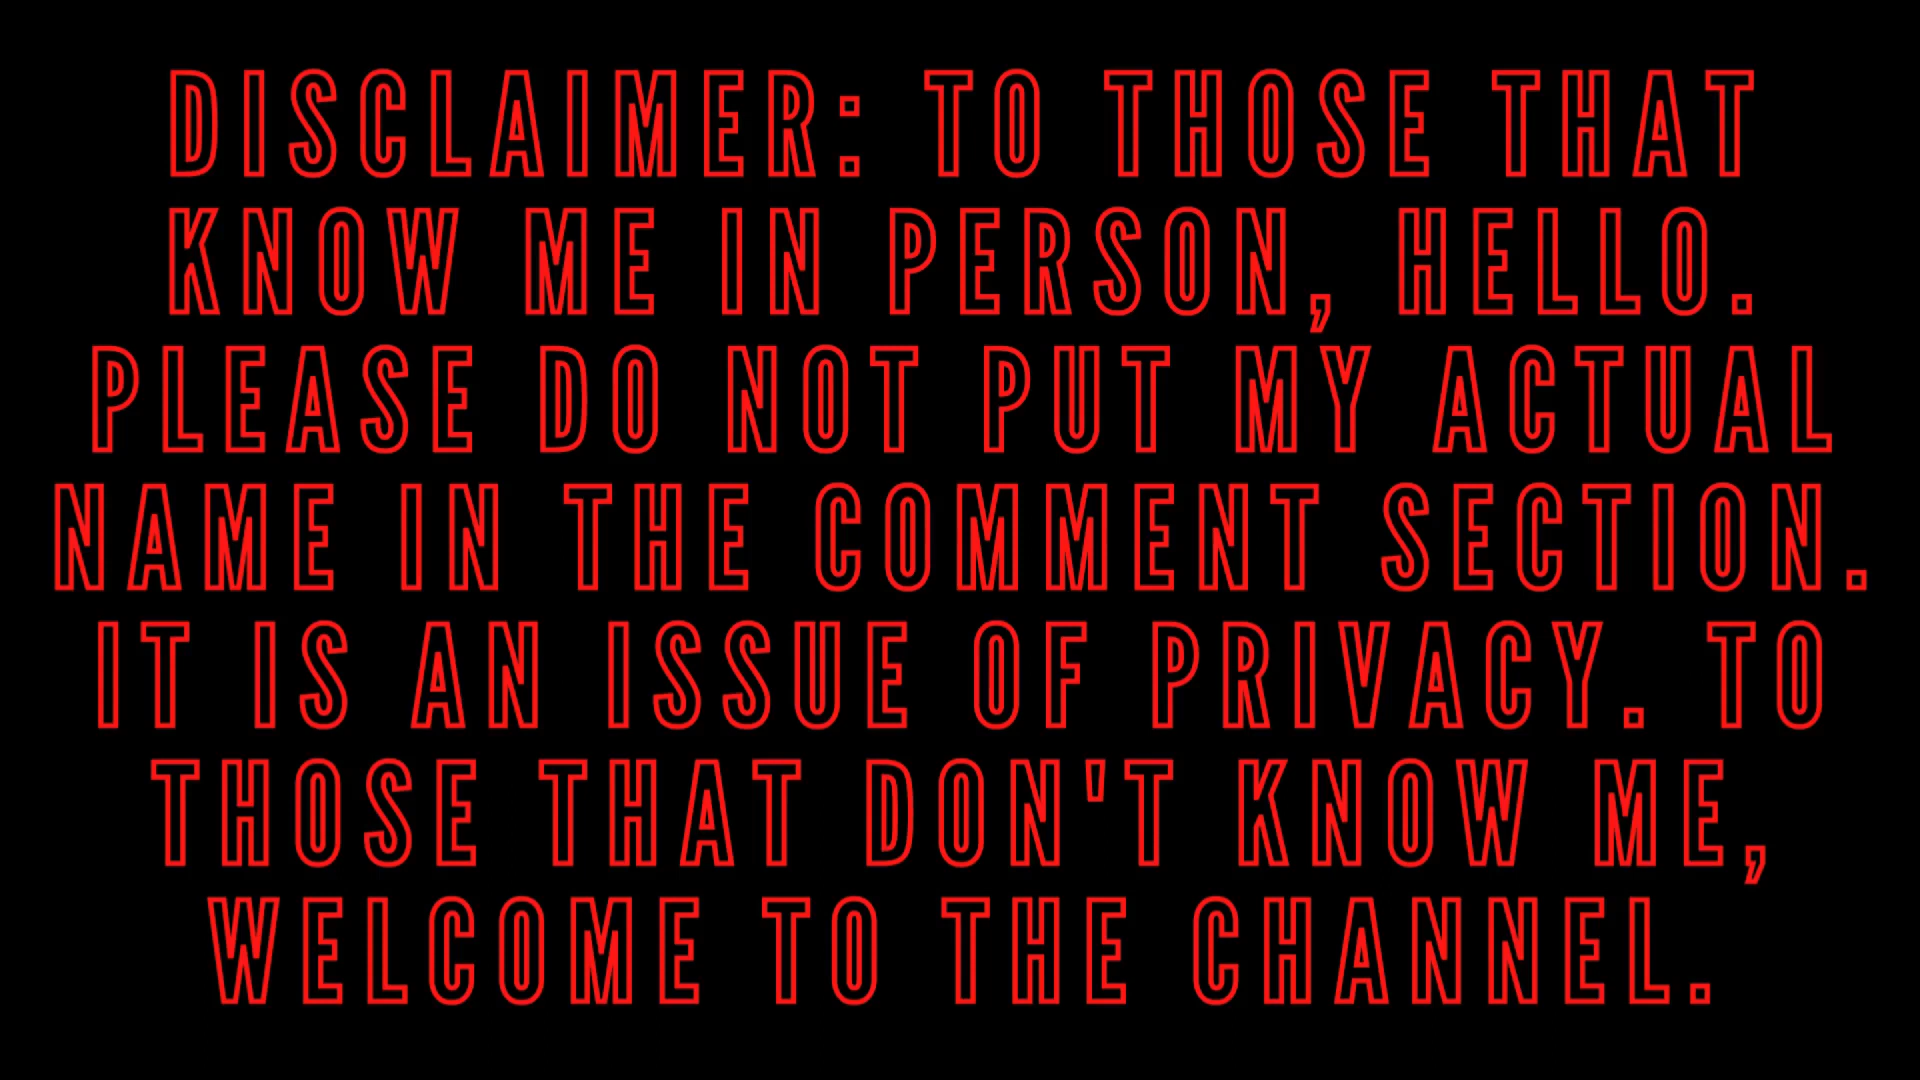 DISCLAIMER: TO THOSE THAT
KNOW ME IN PERSON, HELLO.
PLEASE DO NOT PUT MY ACTUAL
NAME IN THE COMMENT SECTION.
IT IS AN ISSUE OF PRIVACY. TO
THOSE THAT DON'T KNOW ME,
WELCOME TO THE CHANNEL.